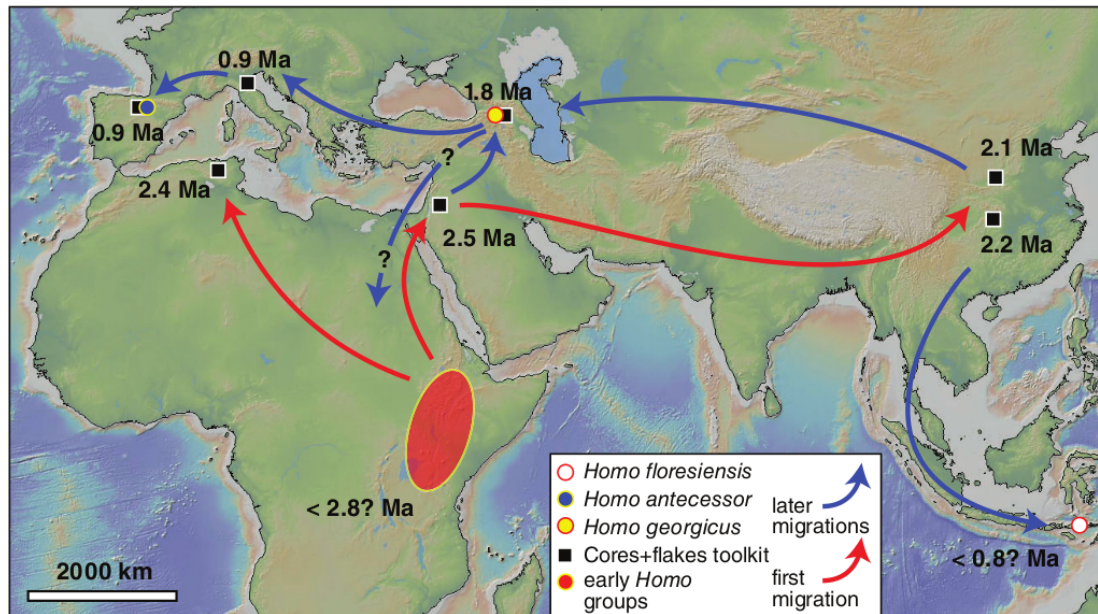 0.9 Ma
1.8 Ma
0.9 Ma
?
2.1 Ma
2.4 Ma
2.5 Ma
2.2 Ma
?
< 2.8? Ma
< 0.8? Ma
2000 km
Homo floresiensis
Homo antecessor
Homo georgicus
Cores+flakes toolkit
early Homo
groups
later
migrations
first
migration